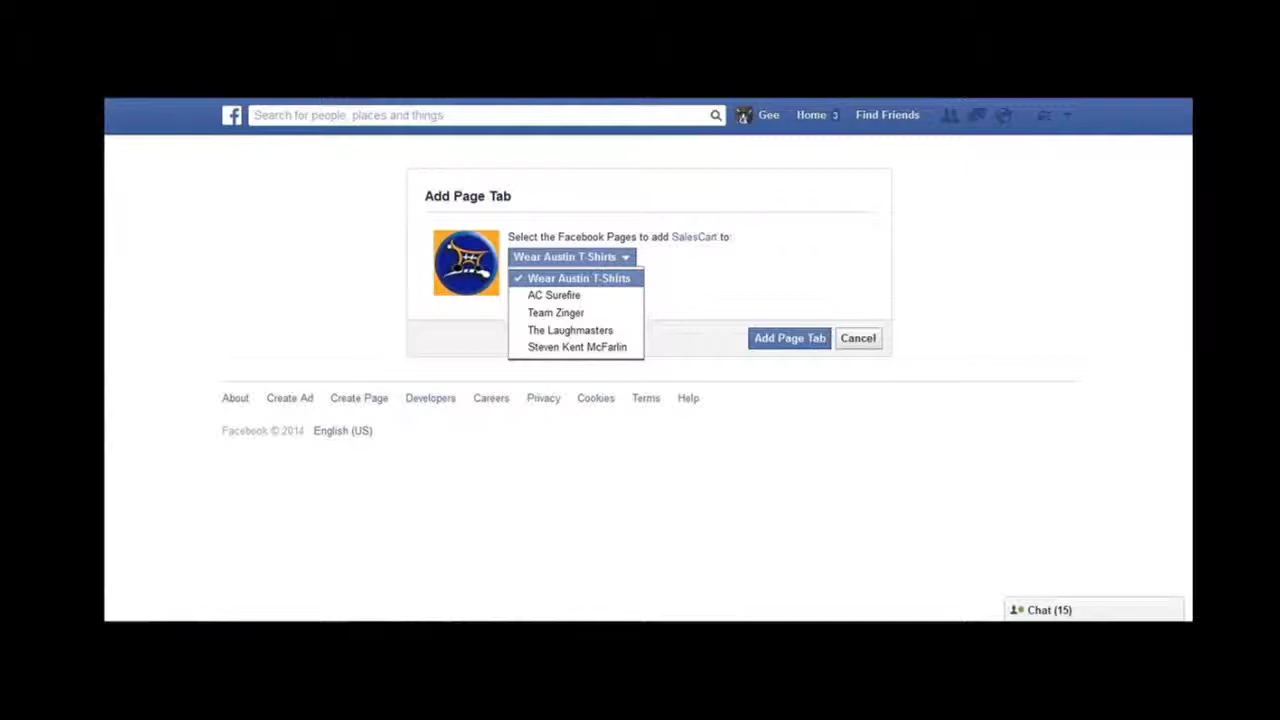 Search for people, places and things
Gee Home 3 Find Friends
Add Page Tab
Select the Facebook Pages to add SalesCart to:
Wear Austin T-Shirts
Wear Austin T-Shirts
AC Surefire
Team Zinger
The Laughmasters
Steven Kent McFarlin
Add Page Tab Cancel
About Create Ad Create Page Developers Careers Privacy Cookies Terms Help
Facebook © 2014 English (US)
Chat (15)